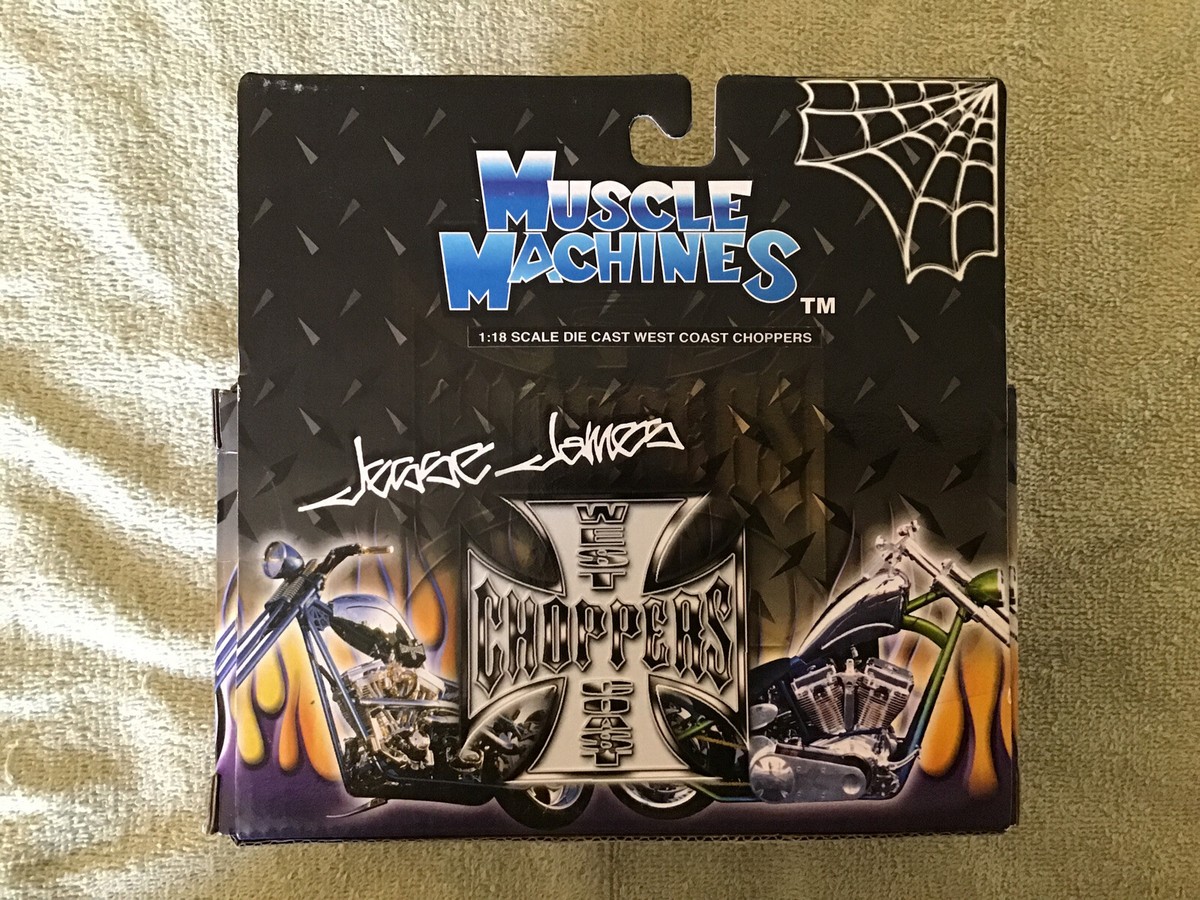 MUSCLE
MACHINES TM
1:18 SCALE DIE CAST WEST COAST CHOPPERS
Jesse James
WEST
CHOPPERS
COAST